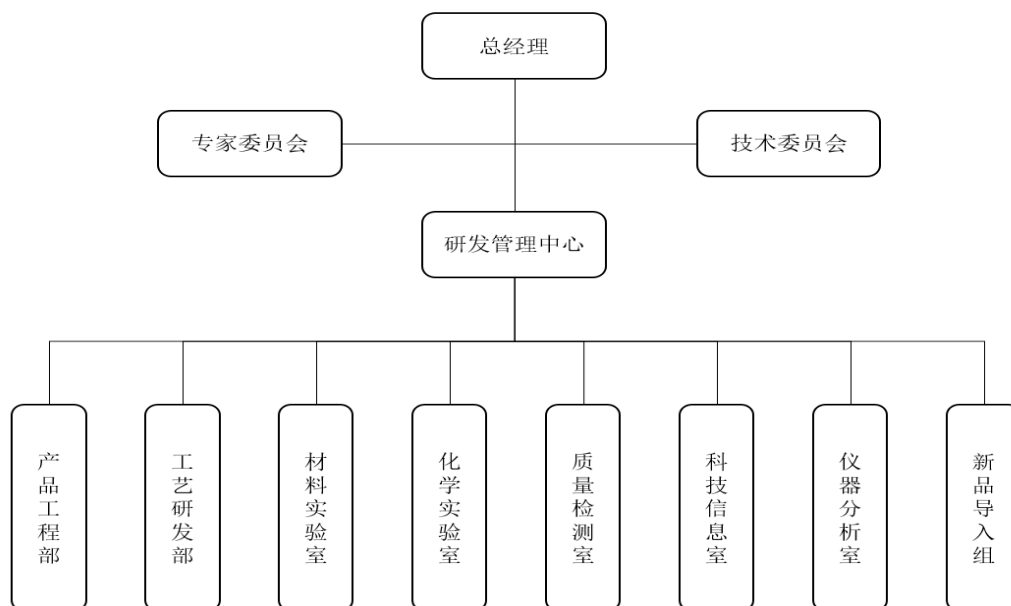 总经理
专家委员会
技术委员会
研发管理中心
产品工程部
工艺研发部
材料实验室
化学实验室
质量检测室
科技信息室
仪器分析室
新品导入组